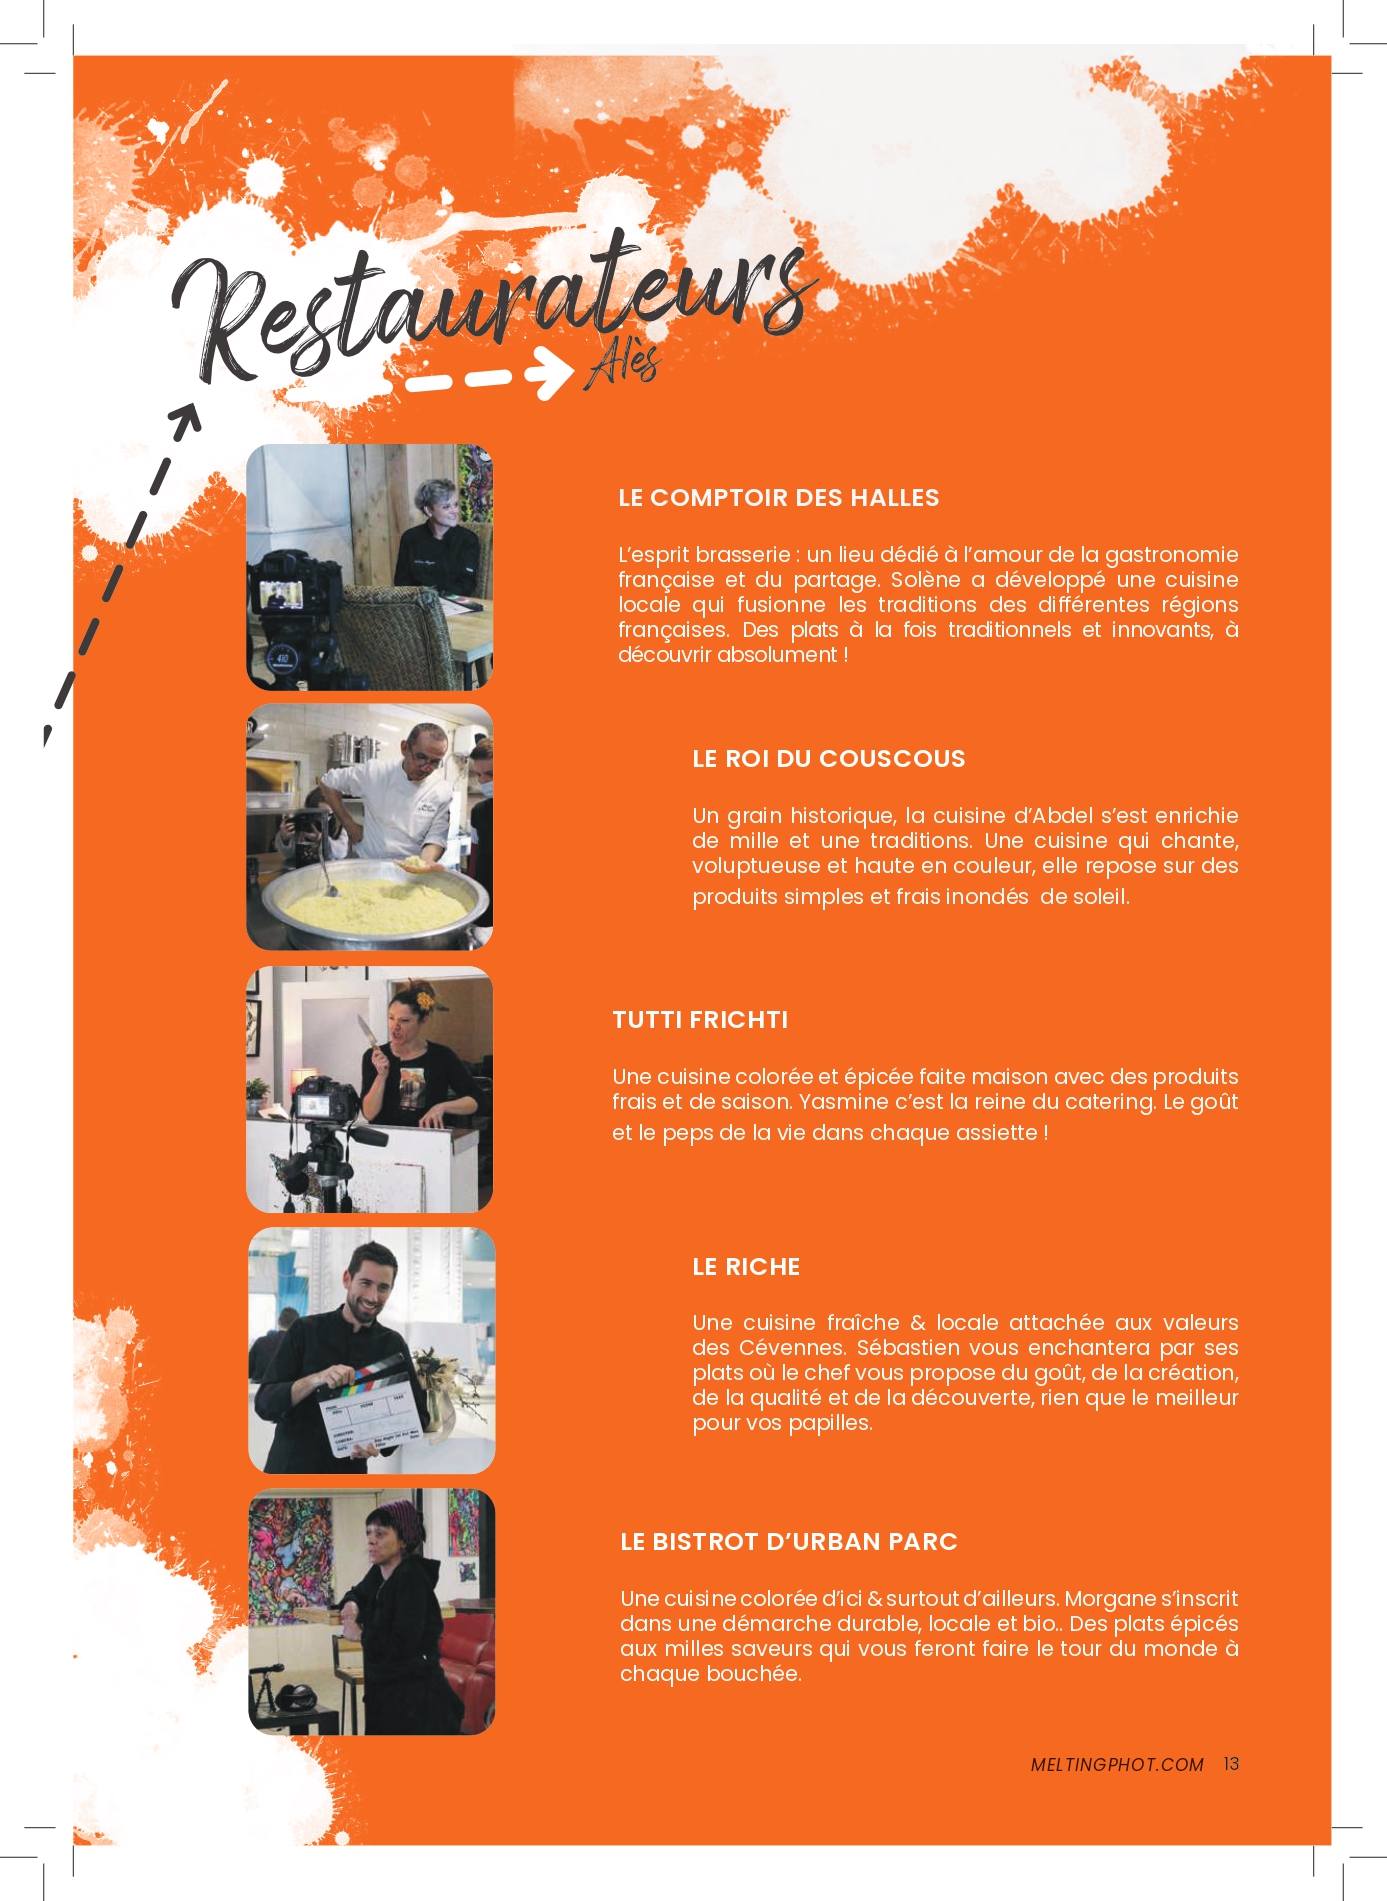 Restaurateurs
Alès
LE COMPTOIR DES HALLES
L’esprit brasserie : un lieu dédié à l’amour de la gastronomie
française et du partage. Solène a développé une cuisine
locale qui fusionne les traditions des différentes régions
françaises. Des plats à la fois traditionnels et innovants, à
découvrir absolument !
LE ROI DU COUSCOUS
Un grain historique, la cuisine d’Abdel s’est enrichie
de mille et une traditions. Une cuisine qui chante,
voluptueuse et haute en couleur, elle repose sur des
produits simples et frais inondés  de soleil.
TUTTI FRICHTI
Une cuisine colorée et épicée faite maison avec des produits
frais et de saison. Yasmine c’est la reine du catering. Le goût
et le peps de la vie dans chaque assiette !
LE RICHE
Une cuisine fraîche & locale attachée aux valeurs
des Cévennes. Sébastien vous enchantera par ses
plats où le chef vous propose du goût, de la création,
de la qualité et de la découverte, rien que le meilleur
pour vos papilles.
LE BISTROT D’URBAN PARC
Une cuisine colorée d’ici & surtout d’ailleurs. Morgane s’inscrit
dans une démarche durable, locale et bio.. Des plats épicés
aux milles saveurs qui vous feront faire le tour du monde à
chaque bouchée.
MELTINGPHOT.COM 13